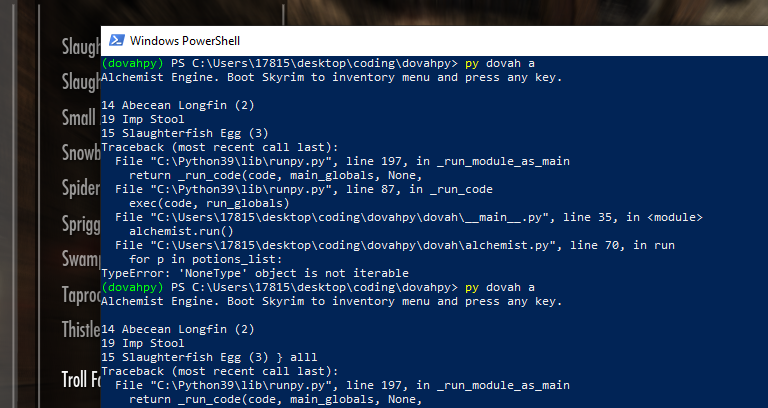 Slaugh
Slaugh
Small
Snowb
Spider
Sprigg
Swamp
Taproo
Thistle
Troll Fa
Windows PowerShell
(dovahpy) PS C:\Users\17815\desktop\coding\dovahpy> py dovah a
Alchemist Engine. Boot Skyrim to inventory menu and press any key.
14 Abecean Longfin (2)
19 Imp Stool
15 Slaughterfish Egg (3)
Traceback (most recent call last):
  File "C:\Python39\lib\runpy.py", line 197, in _run_module_as_main
    return _run_code(code, main_globals, None,
  File "C:\Python39\lib\runpy.py", line 87, in _run_code
    exec(code, run_globals)
  File "C:\Users\17815\desktop\coding\dovahpy\dovah\__main__.py", line 35, in <module>
    alchemist.run()
  File "C:\Users\17815\desktop\coding\dovahpy\dovah\alchemist.py", line 70, in run
    for p in potions_list:
TypeError: 'NoneType' object is not iterable
(dovahpy) PS C:\Users\17815\desktop\coding\dovahpy> py dovah a
Alchemist Engine. Boot Skyrim to inventory menu and press any key.
14 Abecean Longfin (2)
19 Imp Stool
15 Slaughterfish Egg (3) } alll
Traceback (most recent call last):
  File "C:\Python39\lib\runpy.py", line 197, in _run_module_as_main
    return _run_code(code, main_globals, None,